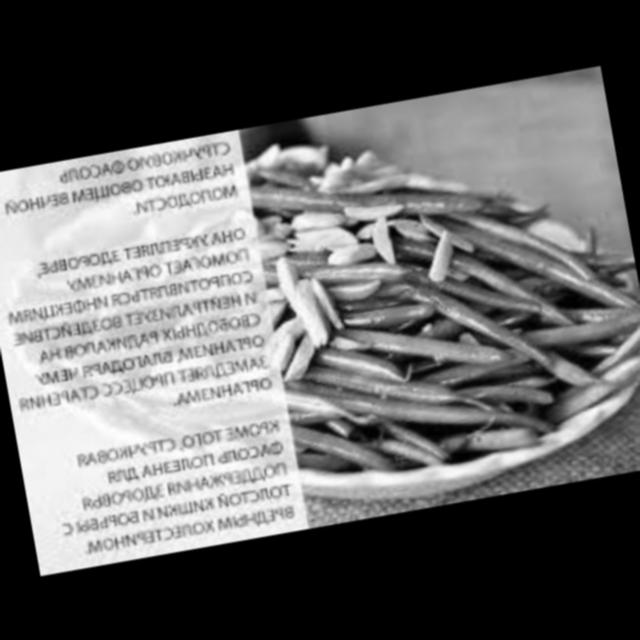 СТРУЧКОВУЮ ФАСОЛЬ
НАЗЫВАЮТ ОВОЩЕМ ВЕЧНОЙ
МОЛОДОСТИ.
ОНА УКРЕПЛЯЕТ ЗДОРОВЬЕ,
ПОМОГАЕТ ОРГАНИЗМУ
СОПРОТИВЛЯТЬСЯ ИНФЕКЦИЯМ
И НЕЙТРАЛИЗУЕТ ВОЗДЕЙСТВИЕ
СВОБОДНЫХ РАДИКАЛОВ НА
ОРГАНИЗМ, БЛАГОДАРЯ ЧЕМУ
ЗАМЕДЛЯЕТ ПРОЦЕСС СТАРЕНИЯ
ОРГАНИЗМА.
КРОМЕ ТОГО, СТРУЧКОВАЯ
ФАСОЛЬ ПОЛЕЗНА ДЛЯ
ПОДДЕРЖАНИЯ ЗДОРОВЬЯ
ТОЛСТОЙ КИШКИ И БОРЬБЫ С
ВРЕДНЫМ ХОЛЕСТЕРИНОМ.